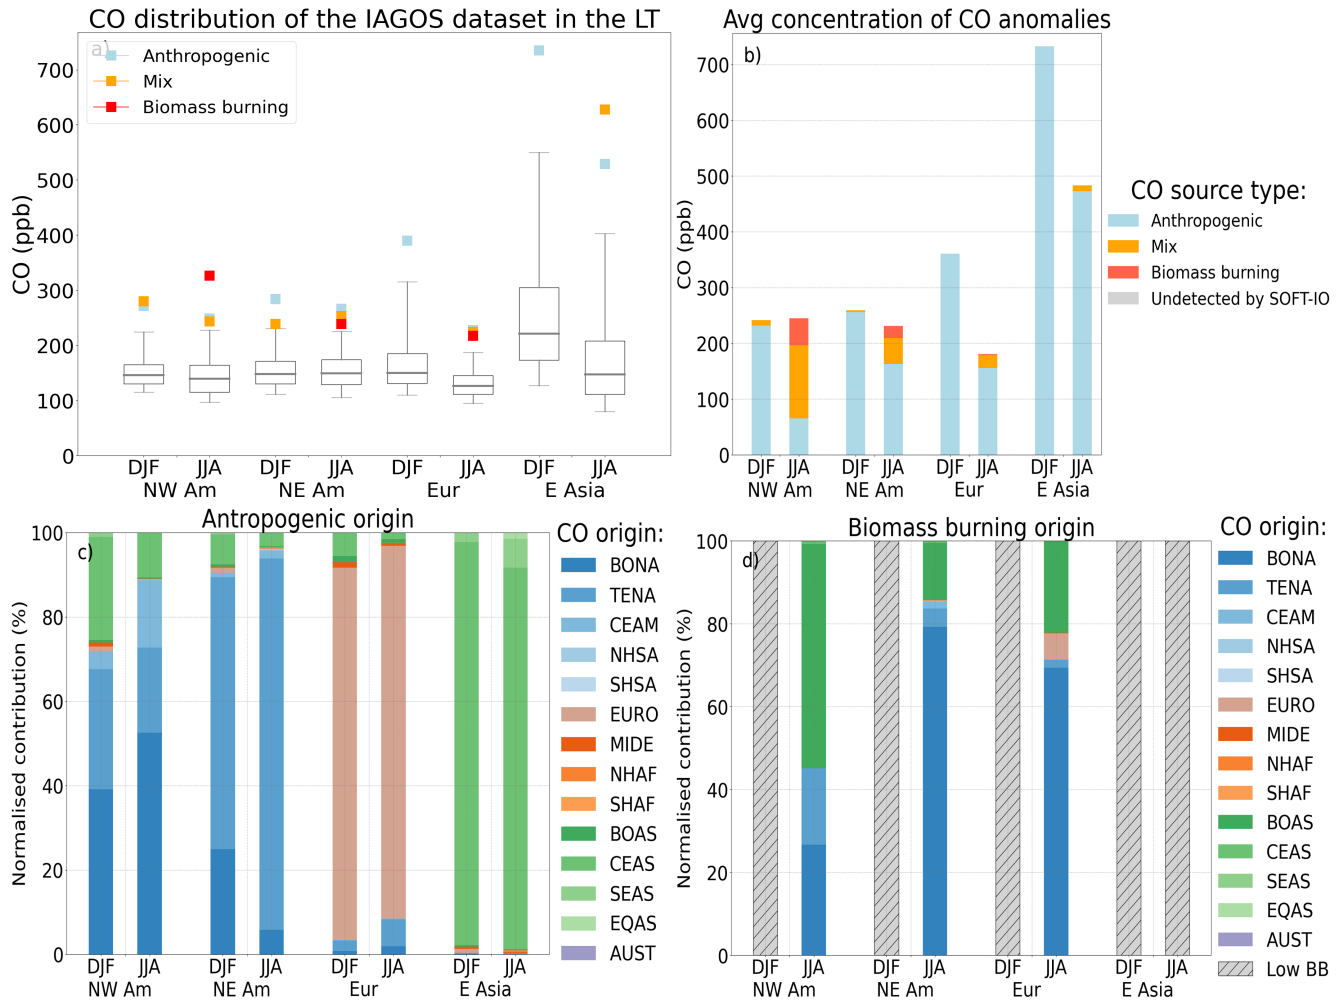 CO distribution of the IAGOS dataset in the LT
a)
Anthropogenic
Mix
Biomass burning
CO (ppb)
700
600
500
400
300
200
100
0
DJF JJA DJF JJA DJF JJA DJF JJA
NW Am NE Am Eur E Asia
Avg concentration of CO anomalies
b)
CO (ppb)
700
600
500
400
300
200
100
0
DJF JJA DJF JJA DJF JJA DJF JJA
NW Am NE Am Eur E Asia
CO source type:
Anthropogenic
Mix
Biomass burning
Undetected by SOFT-IO
Antropogenic origin
c)
Normalised contribution (%)
100
80
60
40
20
0
DJF JJA DJF JJA DJF JJA DJF JJA
NW Am NE Am Eur E Asia
CO origin:
BONA
TENA
CEAM
NHSA
SHSA
EURO
MIDE
NHAF
SHAF
BOAS
CEAS
SEAS
EQAS
AUST
Biomass burning origin
d)
Normalised contribution (%)
100
80
60
40
20
0
DJF JJA DJF JJA DJF JJA DJF JJA
NW Am NE Am Eur E Asia
CO origin:
BONA
TENA
CEAM
NHSA
SHSA
EURO
MIDE
NHAF
SHAF
BOAS
CEAS
SEAS
EQAS
AUST
Low BB